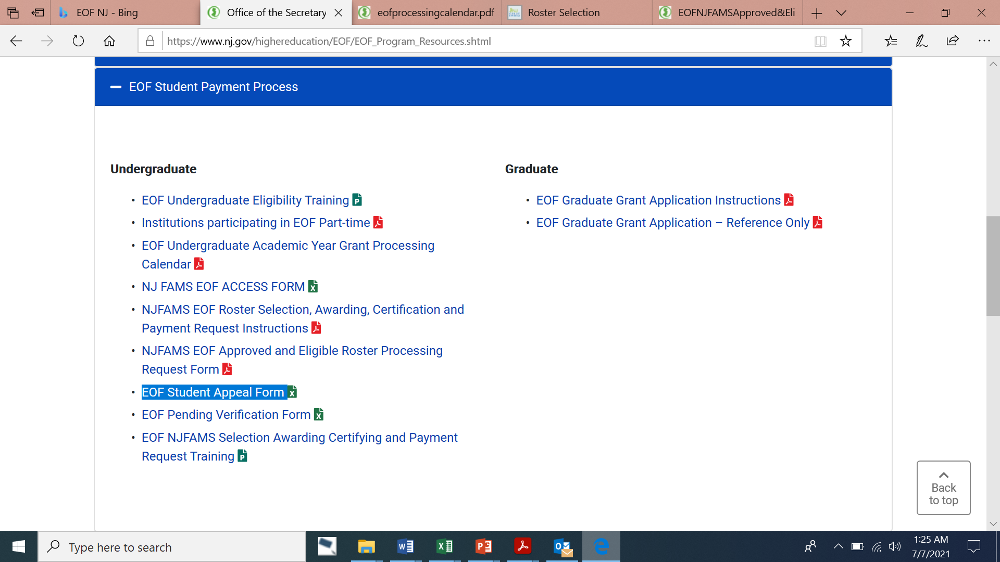 EOF NJ - Bing
Office of the Secretary
eofprocessingcalendar.pdf
Roster Selection
EOFNJFAMSApproved&Eli
https://www.nj.gov/highereducation/EOF/EOF_Program_Resources.shtml
EOF Student Payment Process
Undergraduate
• EOF Undergraduate Eligibility Training
• Institutions participating in EOF Part-time
• EOF Undergraduate Academic Year Grant Processing
Calendar
• NJ FAMS EOF ACCESS FORM
• NJFAMS EOF Roster Selection, Awarding, Certification and
Payment Request Instructions
• NJFAMS EOF Approved and Eligible Roster Processing
Request Form
• EOF Student Appeal Form
• EOF Pending Verification Form
• EOF NJFAMS Selection Awarding Certifying and Payment
Request Training
Graduate
• EOF Graduate Grant Application Instructions
• EOF Graduate Grant Application – Reference Only
Back
to top
Type here to search
1:25 AM
7/7/2021